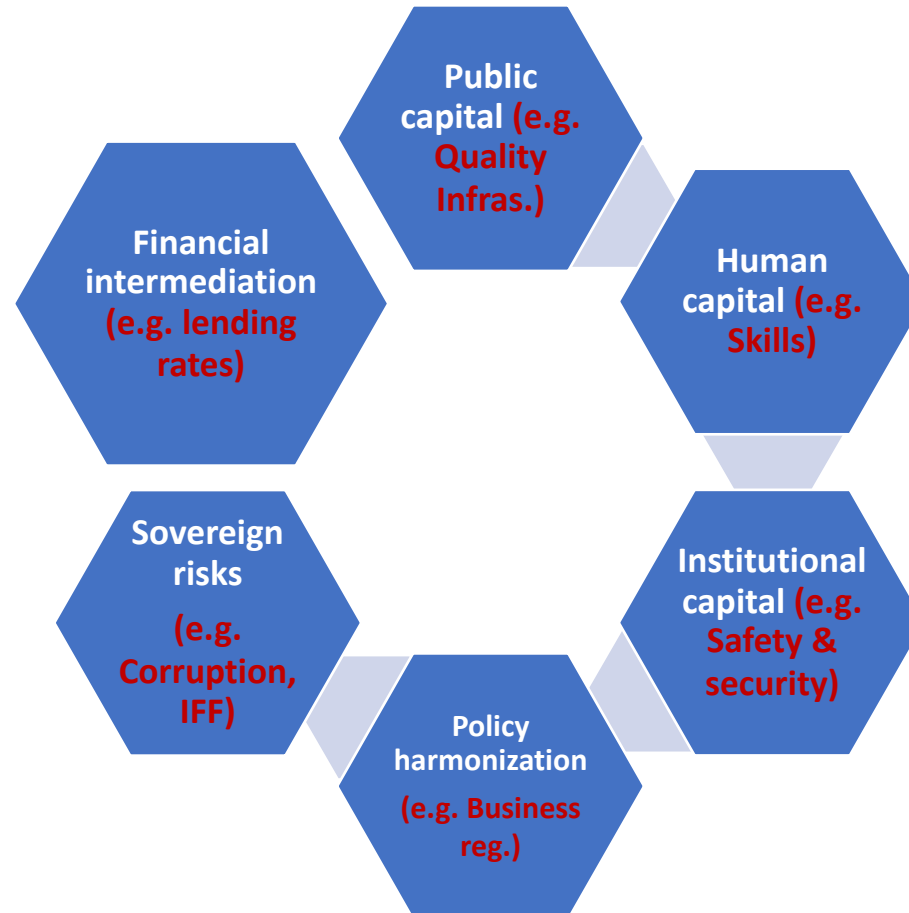 Public
capital (e.g.
Quality
Infras.)
Human
capital (e.g.
Skills)
Institutional
capital (e.g.
Safety &
security)
Policy
harmonization
(e.g. Business
reg.)
Sovereign
risks
(e.g.
Corruption,
IFF)
Financial
intermediation
(e.g. lending
rates)